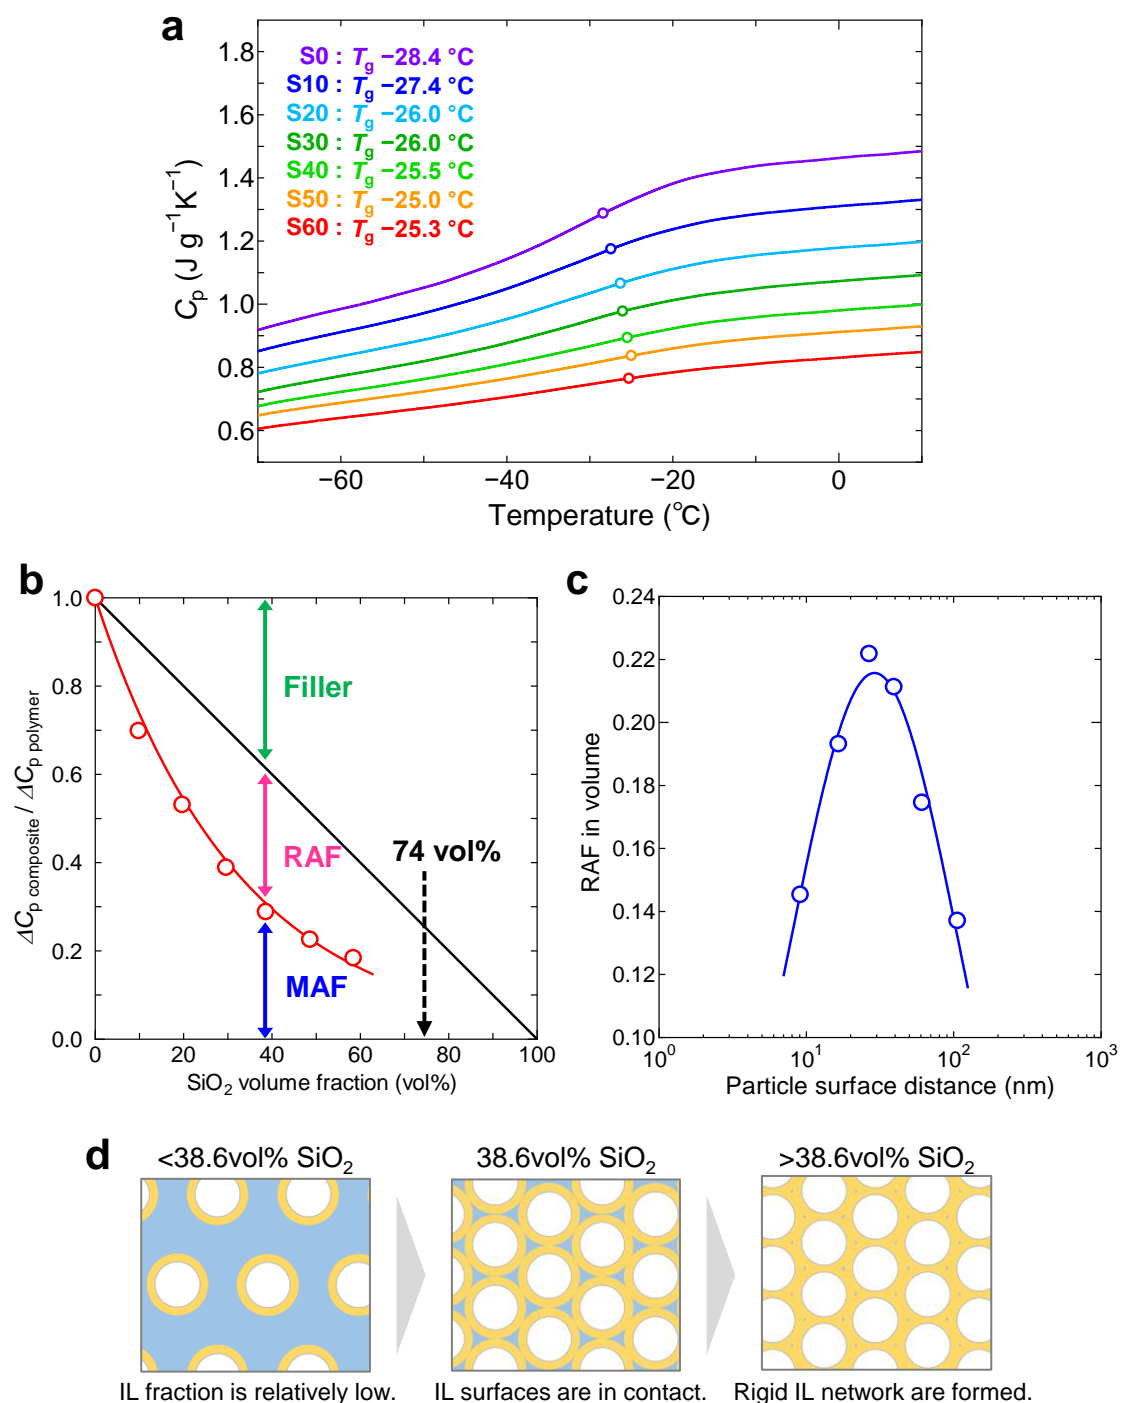 a
S0 : Tg −28.4 °C
S10 : Tg −27.4 °C
S20 : Tg −26.0 °C
S30 : Tg −26.0 °C
S40 : Tg −25.5 °C
S50 : Tg −25.0 °C
S60 : Tg −25.3 °C
1.8
1.6
1.4
1.2
1.0
0.8
0.6
Cp (J g⁻¹K⁻¹)
−60 −40 −20 0
Temperature (°C)
b
1.0
0.8
0.6
0.4
0.2
0.0
ΔCp composite / ΔCp polymer
Filler
RAF
MAF
74 vol%
0 20 40 60 80 100
SiO₂ volume fraction (vol%)
c
0.24
0.22
0.20
0.18
0.16
0.14
0.12
0.10
RAF in volume
10⁰ 10¹ 10² 10³
Particle surface distance (nm)
d
<38.6vol% SiO₂ 38.6vol% SiO₂ >38.6vol% SiO₂
IL fraction is relatively low. IL surfaces are in contact. Rigid IL network are formed.